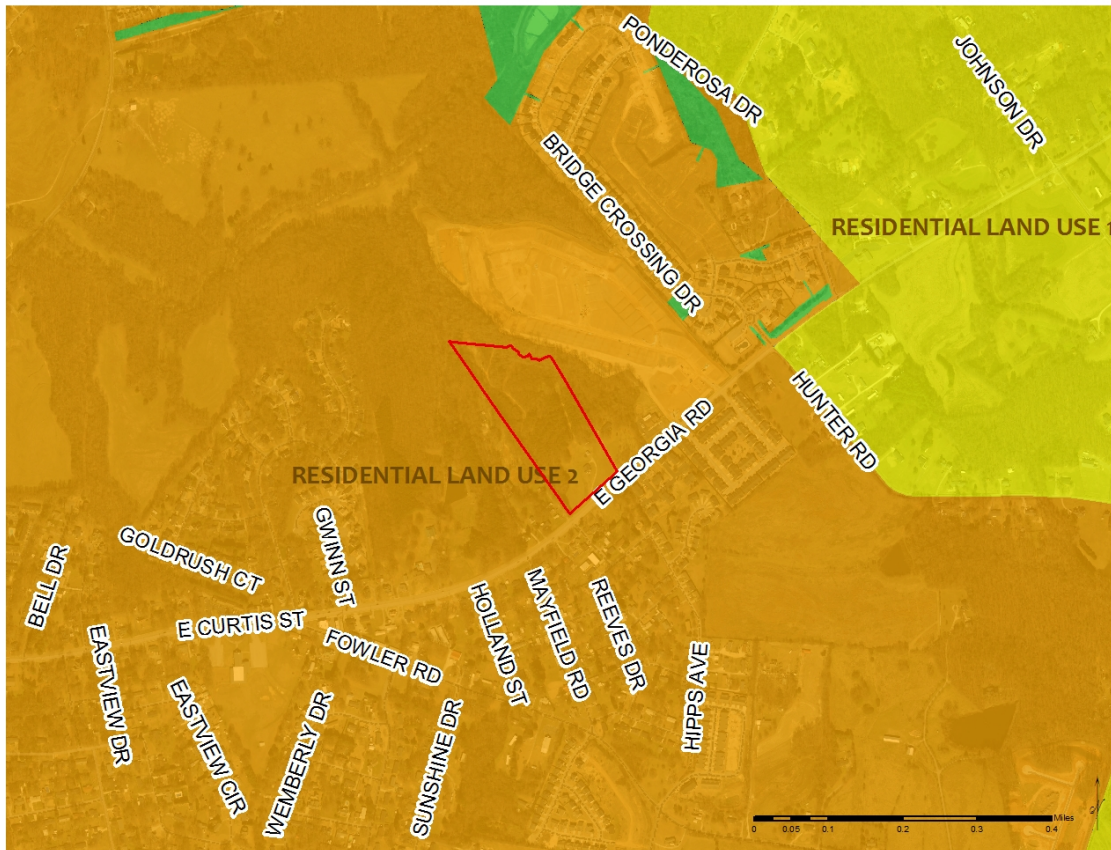 PONDEROSA DR
JOHNSON DR
BRIDGE CROSSING DR
RESIDENTIAL LAND USE 1
HUNTER RD
E GEORGIA RD
RESIDENTIAL LAND USE 2
GWINN ST
GOLDRUSH CT
BELL DR
E CURTIS ST
FOWLER RD
HOLLAND ST
MAYFIELD RD
REEVES DR
HIPPS AVE
EASTVIEW DR
EASTVIEW CIR
WEMBERLY DR
SUNSHINE DR
Miles
0 0.05 0.1 0.2 0.3 0.4